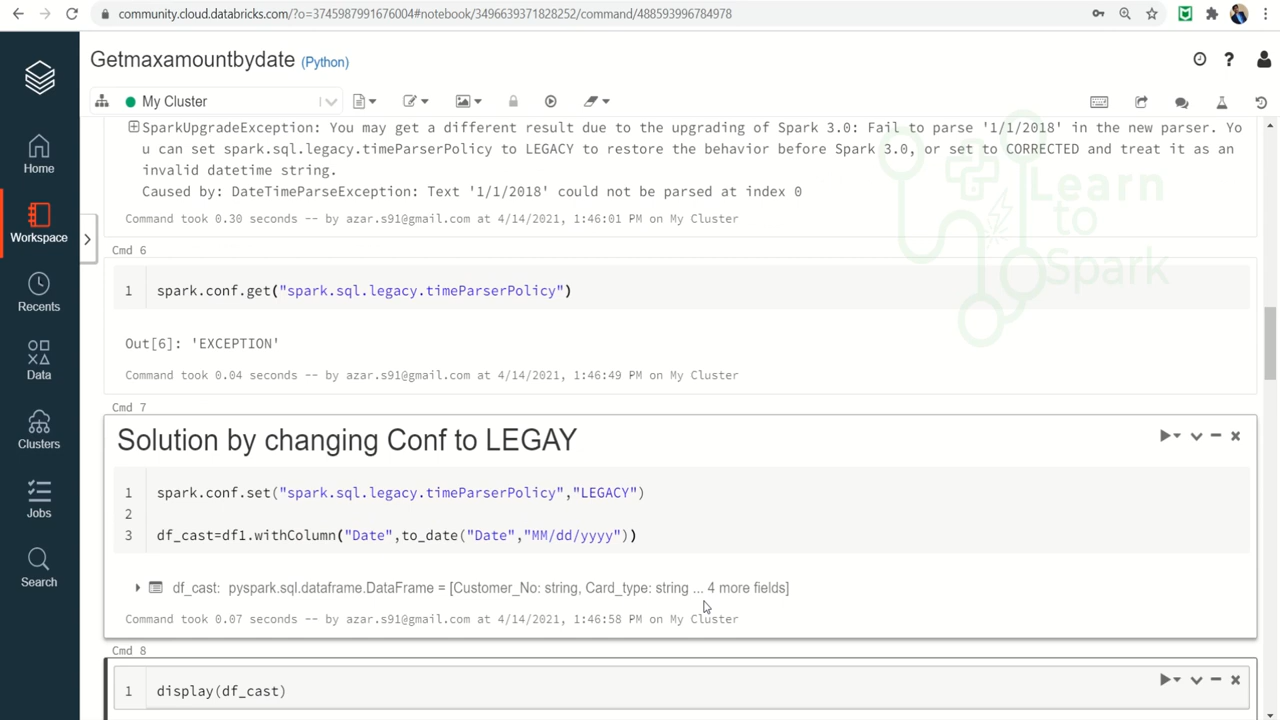 community.cloud.databricks.com/?o=3745987991676004#notebook/3496639371828252/command/488593996784978
Getmaxamountbydate (Python)
My Cluster
SparkUpgradeException: You may get a different result due to the upgrading of Spark 3.0: Fail to parse '1/1/2018' in the new parser. Yo
u can set spark.sql.legacy.timeParserPolicy to LEGACY to restore the behavior before Spark 3.0, or set to CORRECTED and treat it as an
invalid datetime string.
Caused by: DateTimeParseException: Text '1/1/2018' could not be parsed at index 0
Command took 0.30 seconds -- by azar.s91@gmail.com at 4/14/2021, 1:46:01 PM on My Cluster
Learn
to
Spark
Home
Workspace
Recents
Data
Clusters
Jobs
Search
Cmd 6
1 spark.conf.get("spark.sql.legacy.timeParserPolicy")
Out[6]: 'EXCEPTION'
Command took 0.04 seconds -- by azar.s91@gmail.com at 4/14/2021, 1:46:49 PM on My Cluster
Cmd 7
Solution by changing Conf to LEGAY
1 spark.conf.set("spark.sql.legacy.timeParserPolicy","LEGACY")
2
3 df_cast=df1.withColumn("Date",to_date("Date","MM/dd/yyyy"))
df_cast: pyspark.sql.dataframe.DataFrame = [Customer_No: string, Card_type: string ... 4 more fields]
Command took 0.07 seconds -- by azar.s91@gmail.com at 4/14/2021, 1:46:58 PM on My Cluster
Cmd 8
1 display(df_cast)